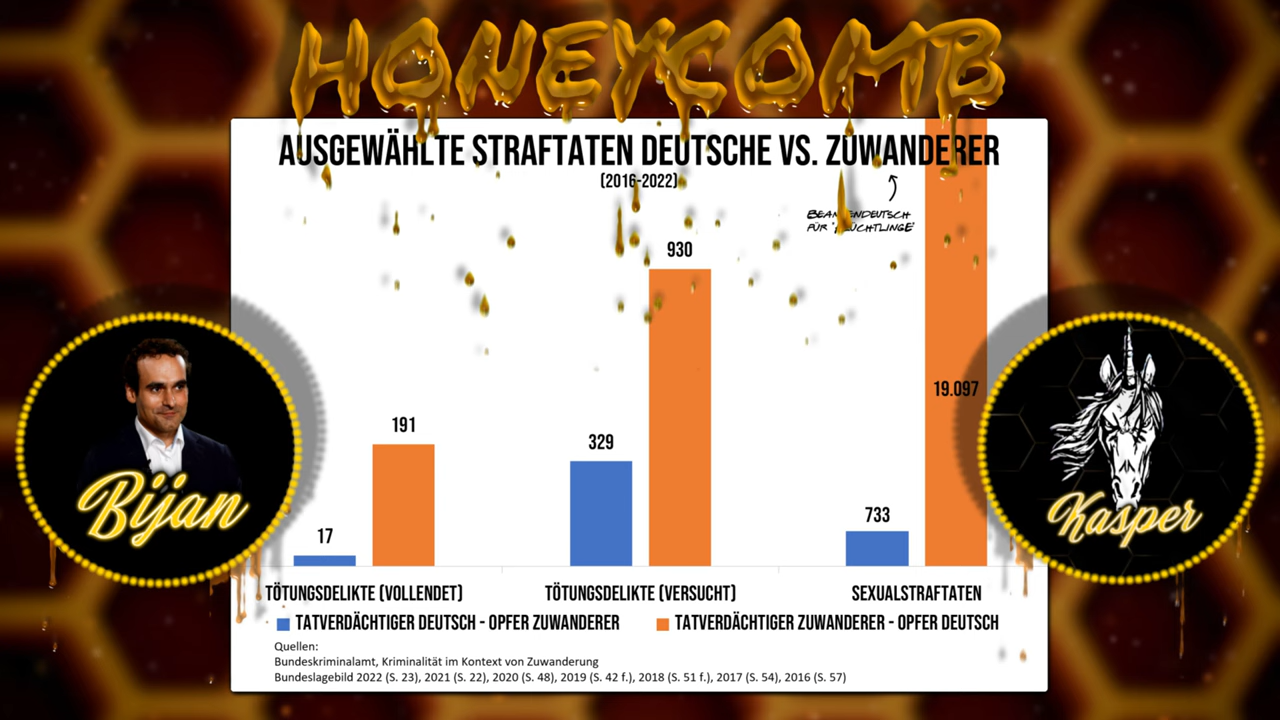 HONEYCOMB
AUSGEWÄHLTE STRAFTATEN DEUTSCHE VS. ZUWANDERER
(2016-2022)
FÜR
930
19.097
191
329
17
733
TÖTUNGSDELIKTE (VOLLENDET)
TÖTUNGSDELIKTE (VERSUCHT)
SEXUALSTRAFTATEN
TATVERDÄCHTIGER DEUTSCH - OPFER ZUWANDERER
TATVERDÄCHTIGER ZUWANDERER - OPFER DEUTSCH
Quellen:
Bundeskriminalamt, Kriminalität im Kontext von Zuwanderung
Bundeslagebild 2022 (S. 23), 2021 (S. 22), 2020 (S. 48), 2019 (S. 42 f.), 2018 (S. 51 f.), 2017 (S. 54), 2016 (S. 57)
Bijan
Kasper